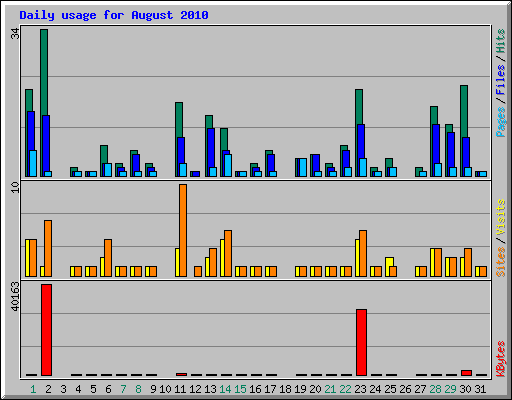 Daily usage for August 2010
34
Pages / Files / Hits
10
Sites / Visits
40163
KBytes
1 2 3 4 5 6 7 8 9 10 11 12 13 14 15 16 17 18 19 20 21 22 23 24 25 26 27 28 29 30 31